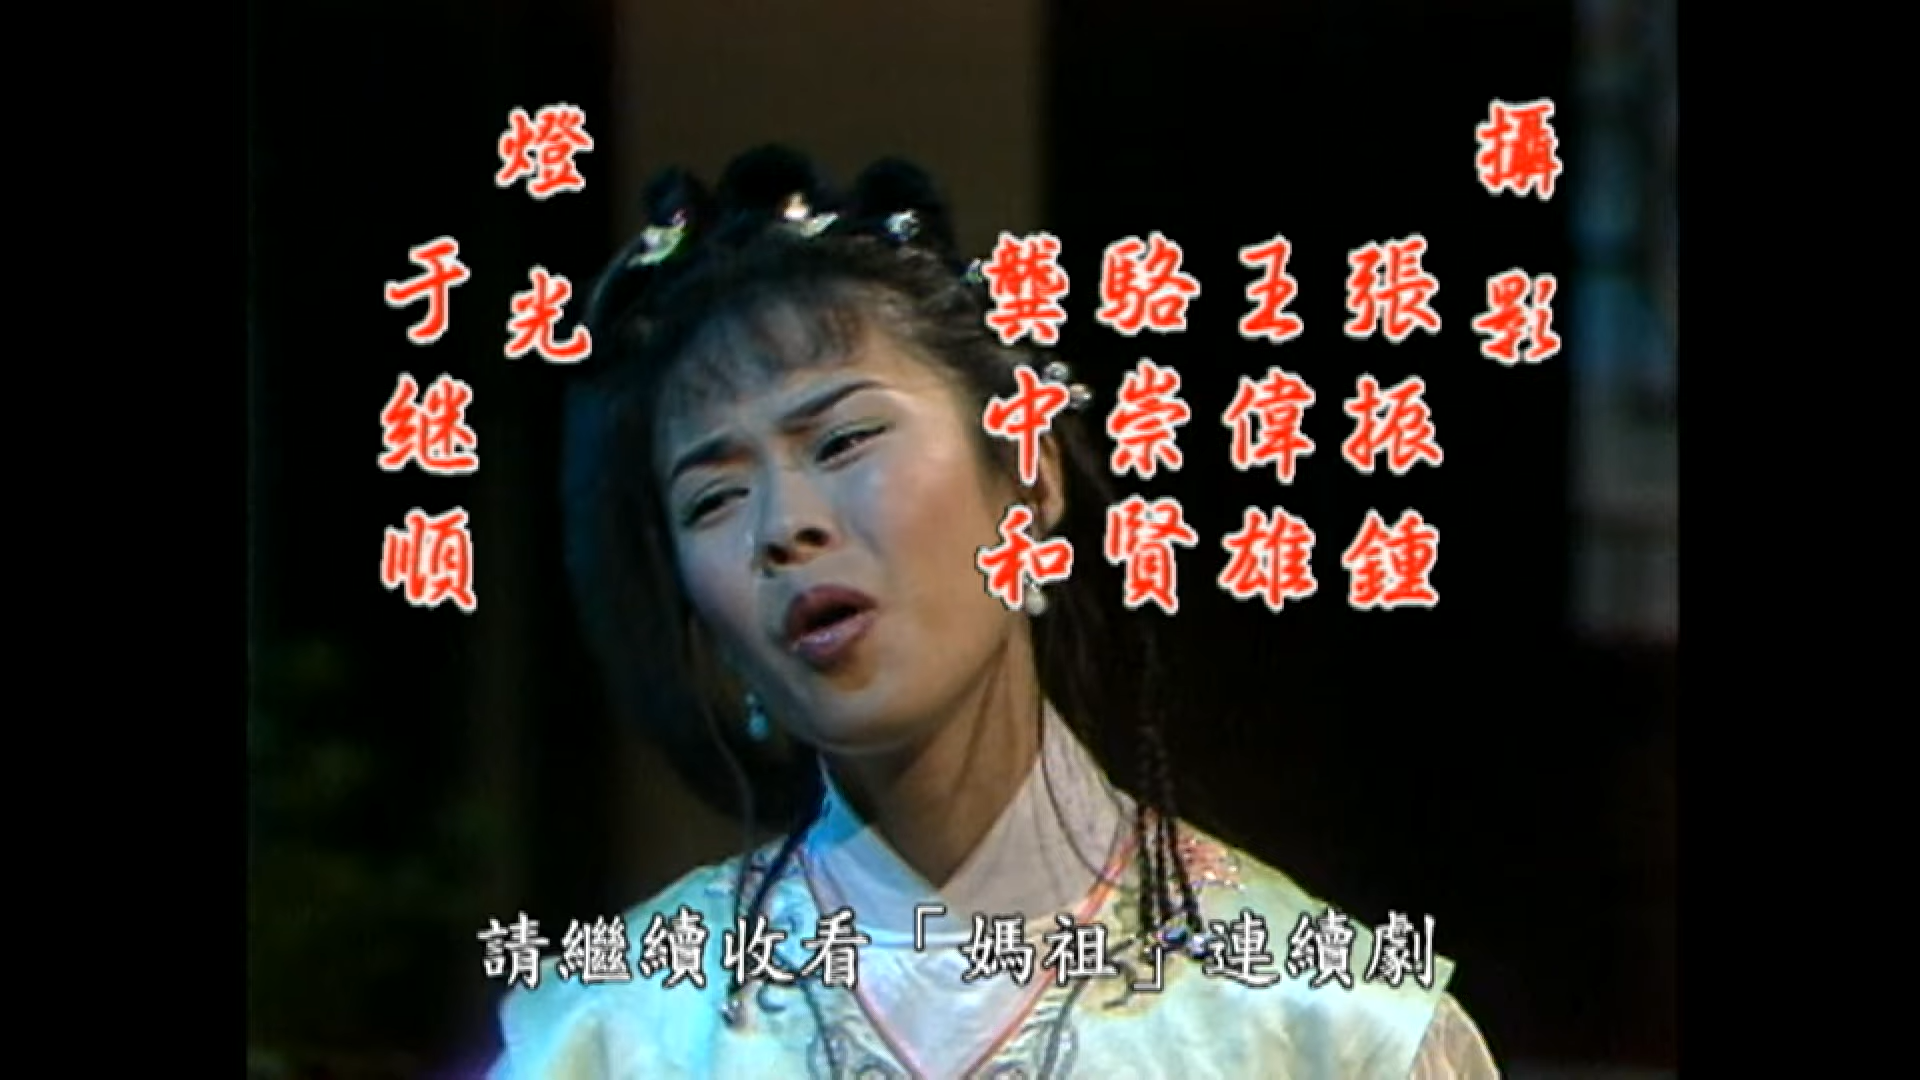 攝影
張振鍾
王偉雄
駱崇賢
龔中和
燈光
于继順
請繼續收看「媽祖」連續劇